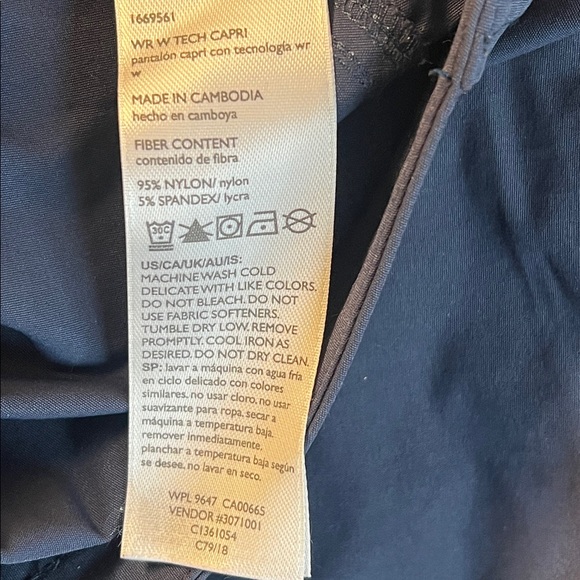 1669561
WR W TECH CAPRI
pantalón capri con tecnología wr
w
MADE IN CAMBODIA
hecho en camboya
FIBER CONTENT
contenido de fibra
95% NYLON/ nylon
5% SPANDEX/ lycra
30C
US/CA/UK/AU/IS:
MACHINE WASH COLD
DELICATE WITH LIKE COLORS.
DO NOT BLEACH. DO NOT
USE FABRIC SOFTENERS.
TUMBLE DRY LOW. REMOVE
PROMPTLY. COOL IRON AS
DESIRED. DO NOT DRY CLEAN.
SP: lavar a máquina con agua fría
en ciclo delicado con colores
similares. no usar cloro. no usar
suavizante para ropa. secar a
máquina a temperatura baja.
remover inmediatamente.
planchar a temperatura baja según
se desee. no lavar en seco.
WPL 9647 CA00665
VENDOR #3071001
C1361054
C79/18